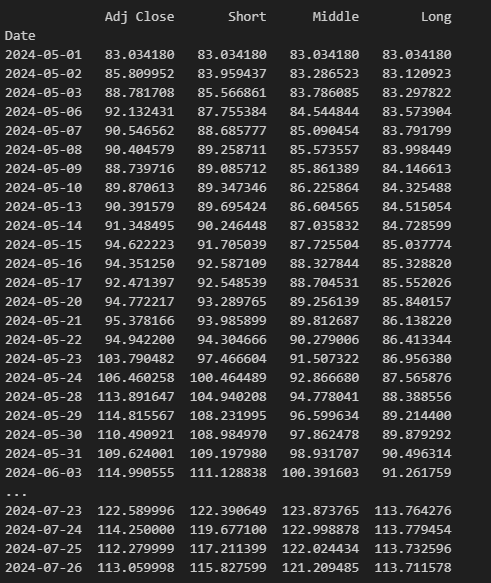 Adj Close Short Middle Long
Date
2024-05-01 83.034180 83.034180 83.034180 83.034180
2024-05-02 85.809952 83.959437 83.286523 83.120923
2024-05-03 88.781708 85.566861 83.786085 83.297822
2024-05-06 92.132431 87.755384 84.544844 83.573904
2024-05-07 90.546562 88.685777 85.090454 83.791799
2024-05-08 90.404579 89.258711 85.573557 83.998449
2024-05-09 88.739716 89.085712 85.861389 84.146613
2024-05-10 89.870613 89.347346 86.225864 84.325488
2024-05-13 90.391579 89.695424 86.604565 84.515054
2024-05-14 91.348495 90.246448 87.035832 84.728599
2024-05-15 94.622223 91.705039 87.725504 85.037774
2024-05-16 94.351250 92.587109 88.327844 85.328820
2024-05-17 92.471397 92.548539 88.704531 85.552026
2024-05-20 94.772217 93.289765 89.256139 85.840157
2024-05-21 95.378166 93.985899 89.812687 86.138220
2024-05-22 94.942200 94.304666 90.279006 86.413344
2024-05-23 103.790482 97.466604 91.507322 86.956380
2024-05-24 106.460258 100.464489 92.866680 87.565876
2024-05-28 113.891647 104.940208 94.778041 88.388556
2024-05-29 114.815567 108.231995 96.599634 89.214400
2024-05-30 110.490921 108.984970 97.862478 89.879292
2024-05-31 109.624001 109.197980 98.931707 90.496314
2024-06-03 114.990555 111.128838 100.391603 91.261759
...
2024-07-23 122.589996 122.390649 123.873765 113.764276
2024-07-24 114.250000 119.677100 122.998878 113.779454
2024-07-25 112.279999 117.211399 122.024434 113.732596
2024-07-26 113.059998 115.827599 121.209485 113.711578